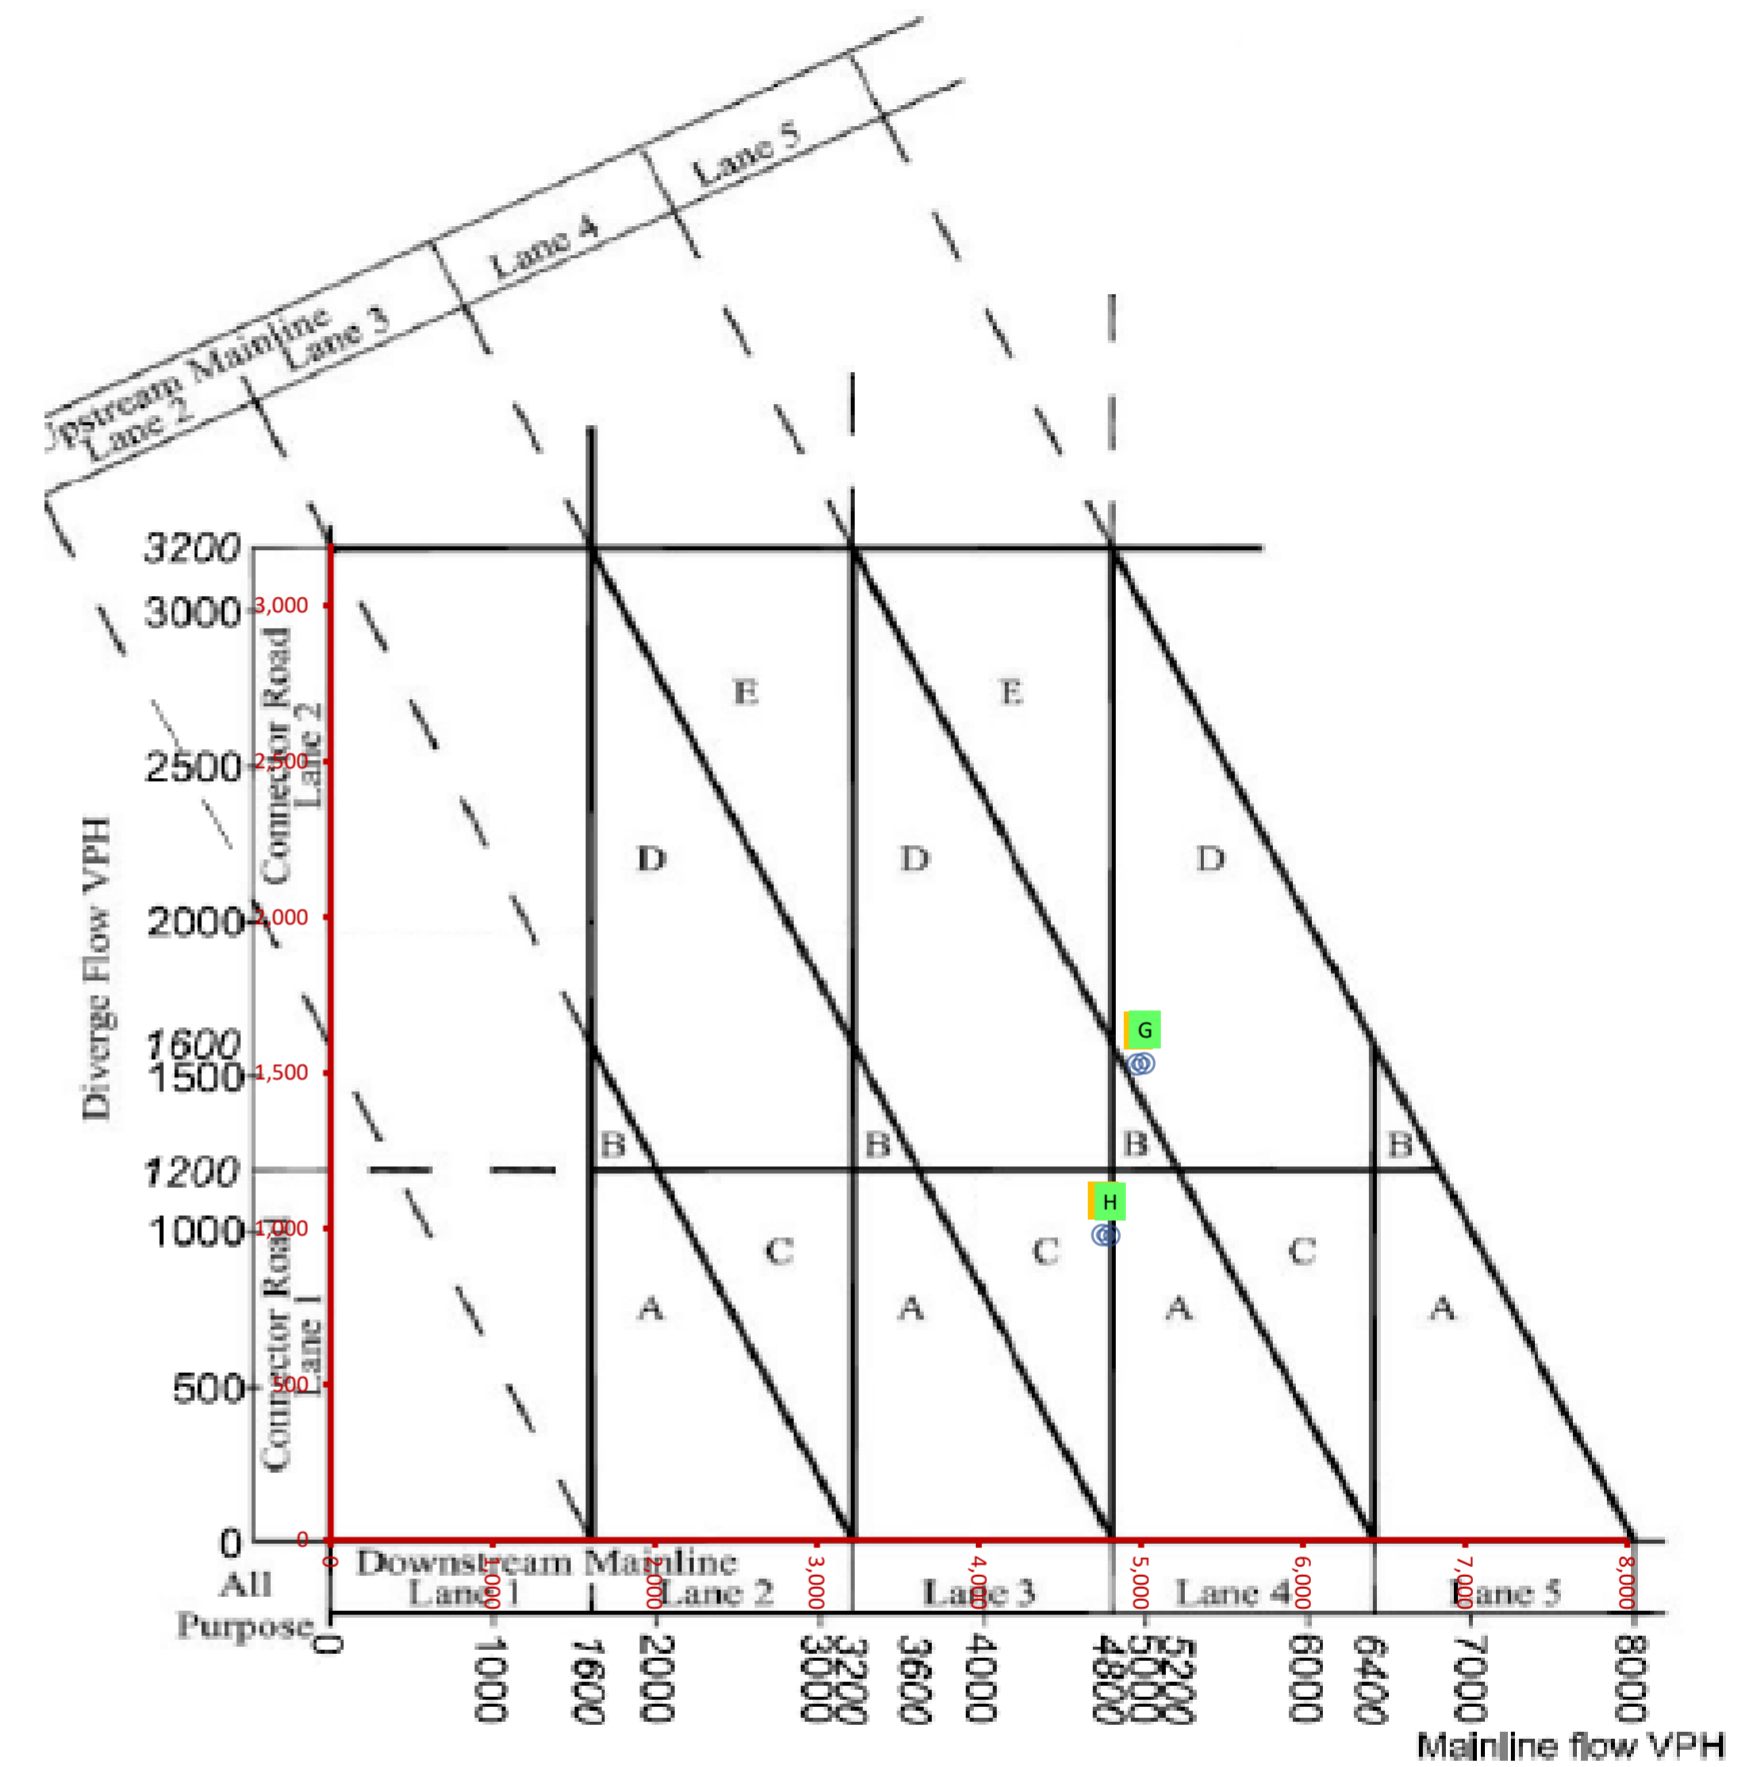 Lane 5
Lane 4
Lane 3
Upstream Mainline
Lane 2
3200
3000
2500
2000
1600
1500
1200
1000
500
0
Diverge Flow VPH
Connector Road
Lane 2
Connector Road
Lane 1
3,000
2,500
2,000
1,500
1,000
500
0
E
E
D
D
D
G
B
B
B
B
H
C
C
C
A
A
A
A
0
1,000
2,000
3,000
4,000
5,000
6,000
7,000
8,000
Downstream Mainline
All
Purpose
Lane 1
Lane 2
Lane 3
Lane 4
Lane 5
0
1000
1600
2000
3000
3200
3600
4000
4800
5000
5200
6000
6400
7000
8000
Mainline flow VPH